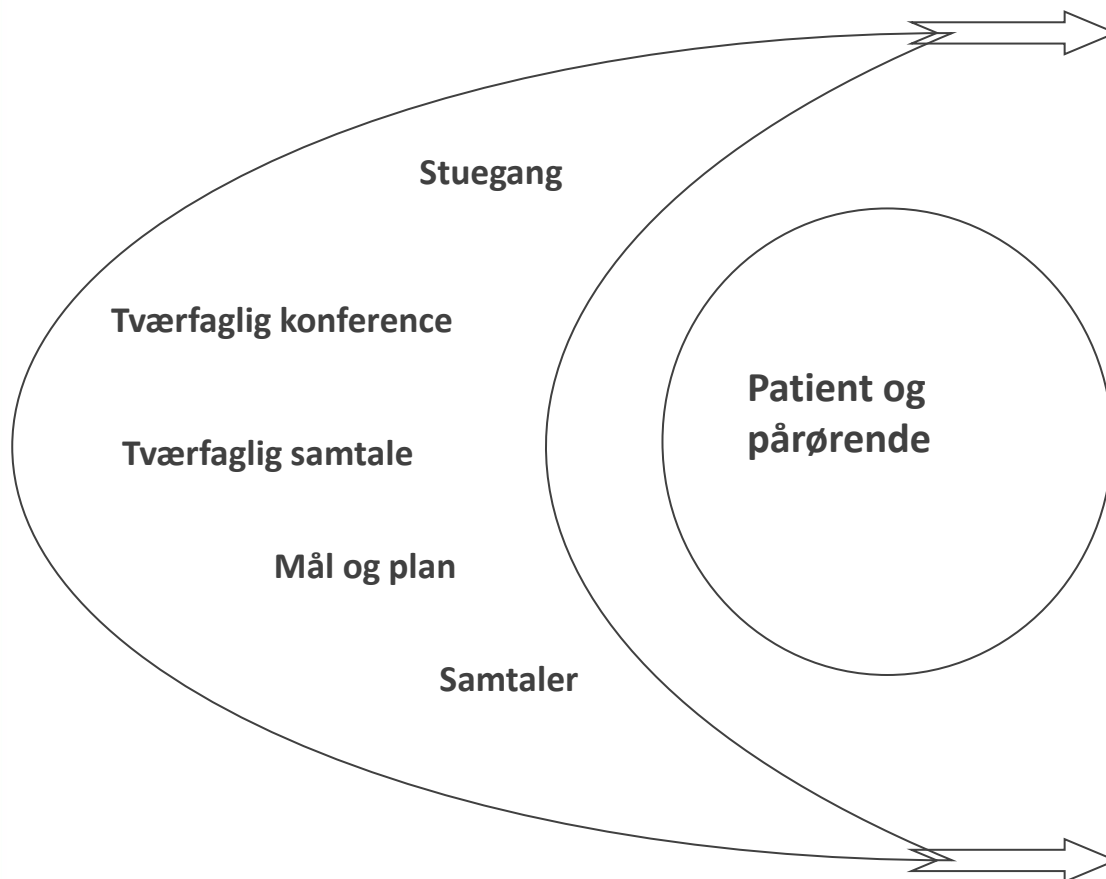 Stuegang
Tværfaglig konference
Tværfaglig samtale
Mål og plan
Samtaler
Patient og
pårørende